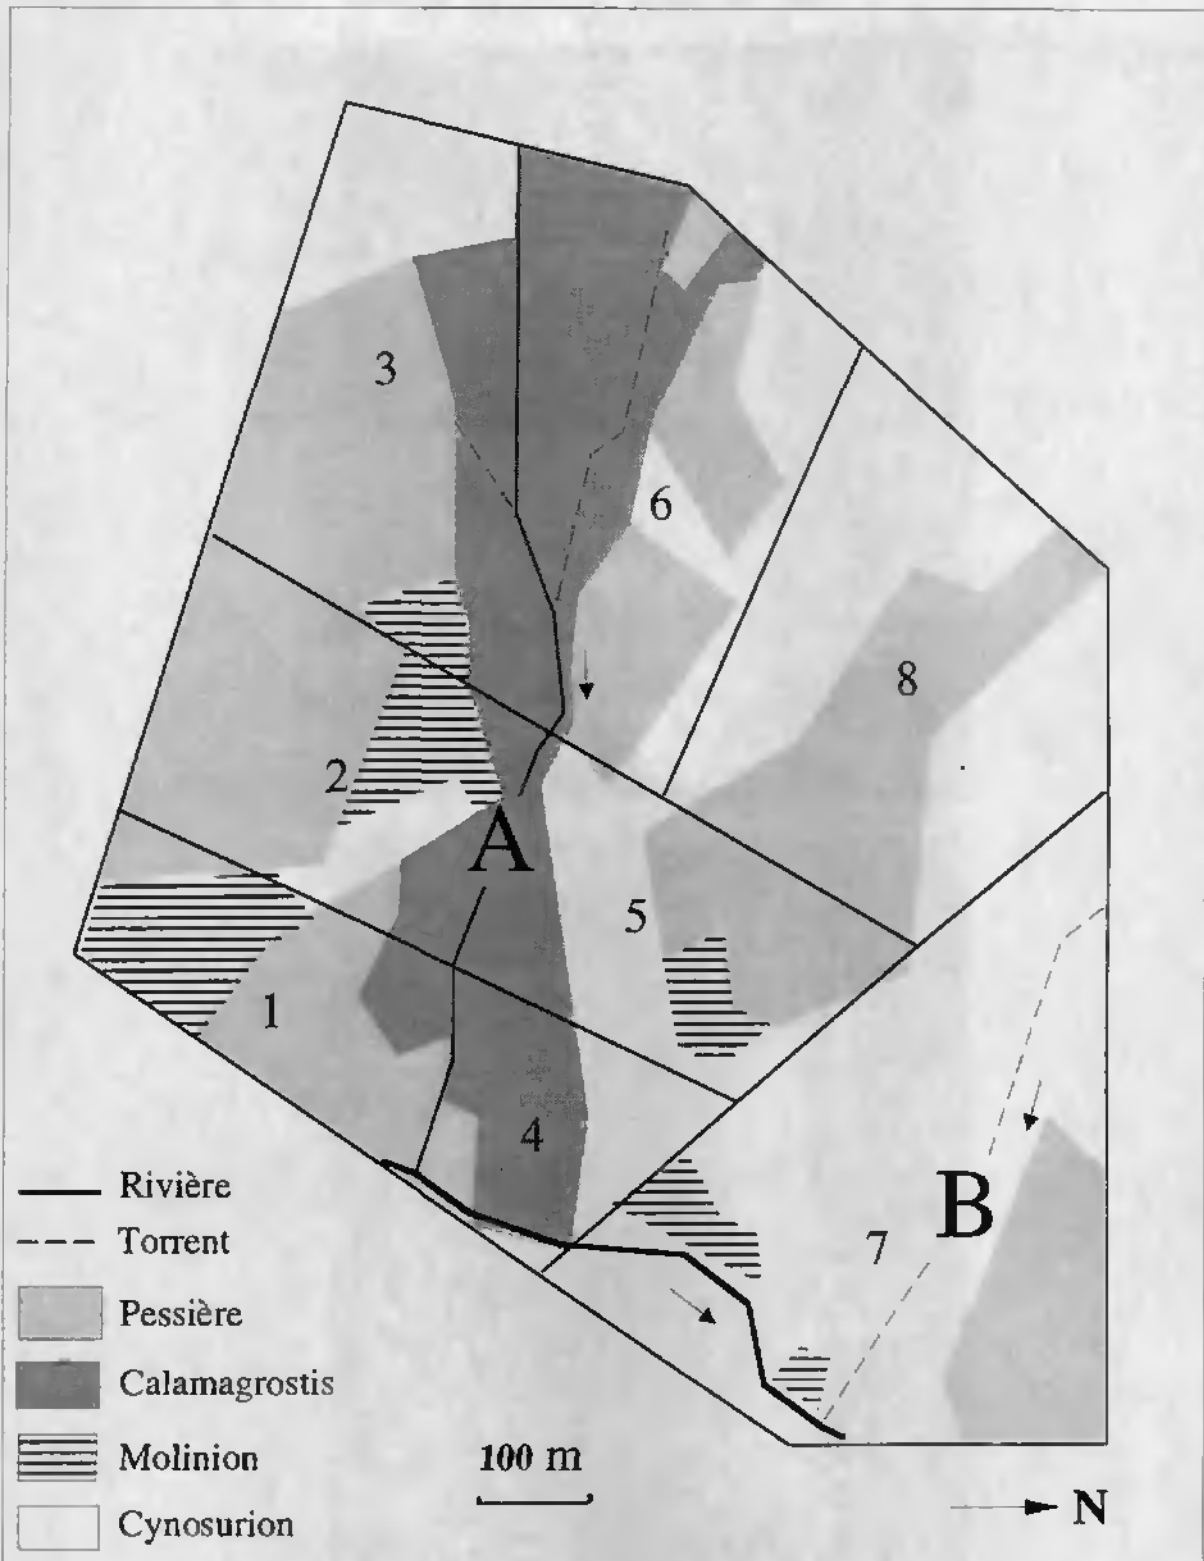 3
6
8
2
A
5
1
4
B
7
Rivière
Torrent
Pessière
Calamagrostis
Molinion
Cynosurion
100 m
N